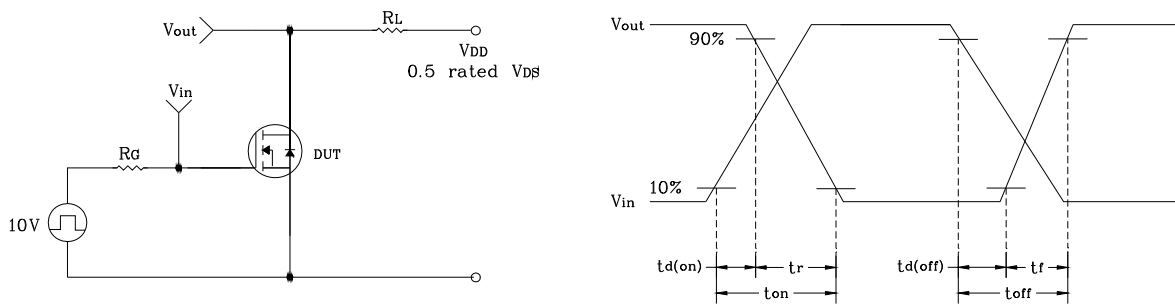 Vout
RL
VDD
0.5 rated VDS
Vin
RG
DUT
10V
Vout
90%
10%
Vin
td(on)
tr
td(off)
tf
ton
toff